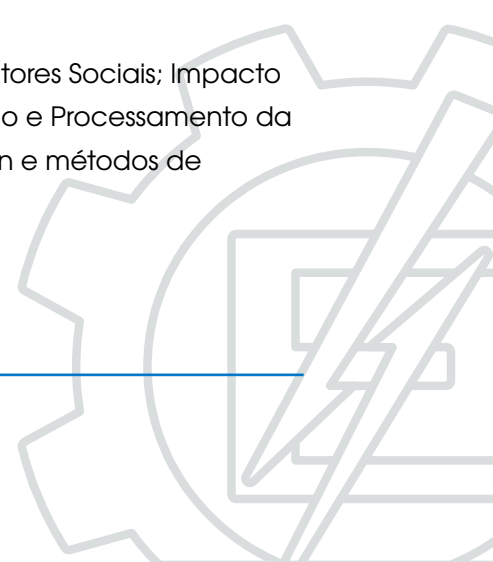 tores Sociais; Impacto
o e Processamento da
n e métodos de